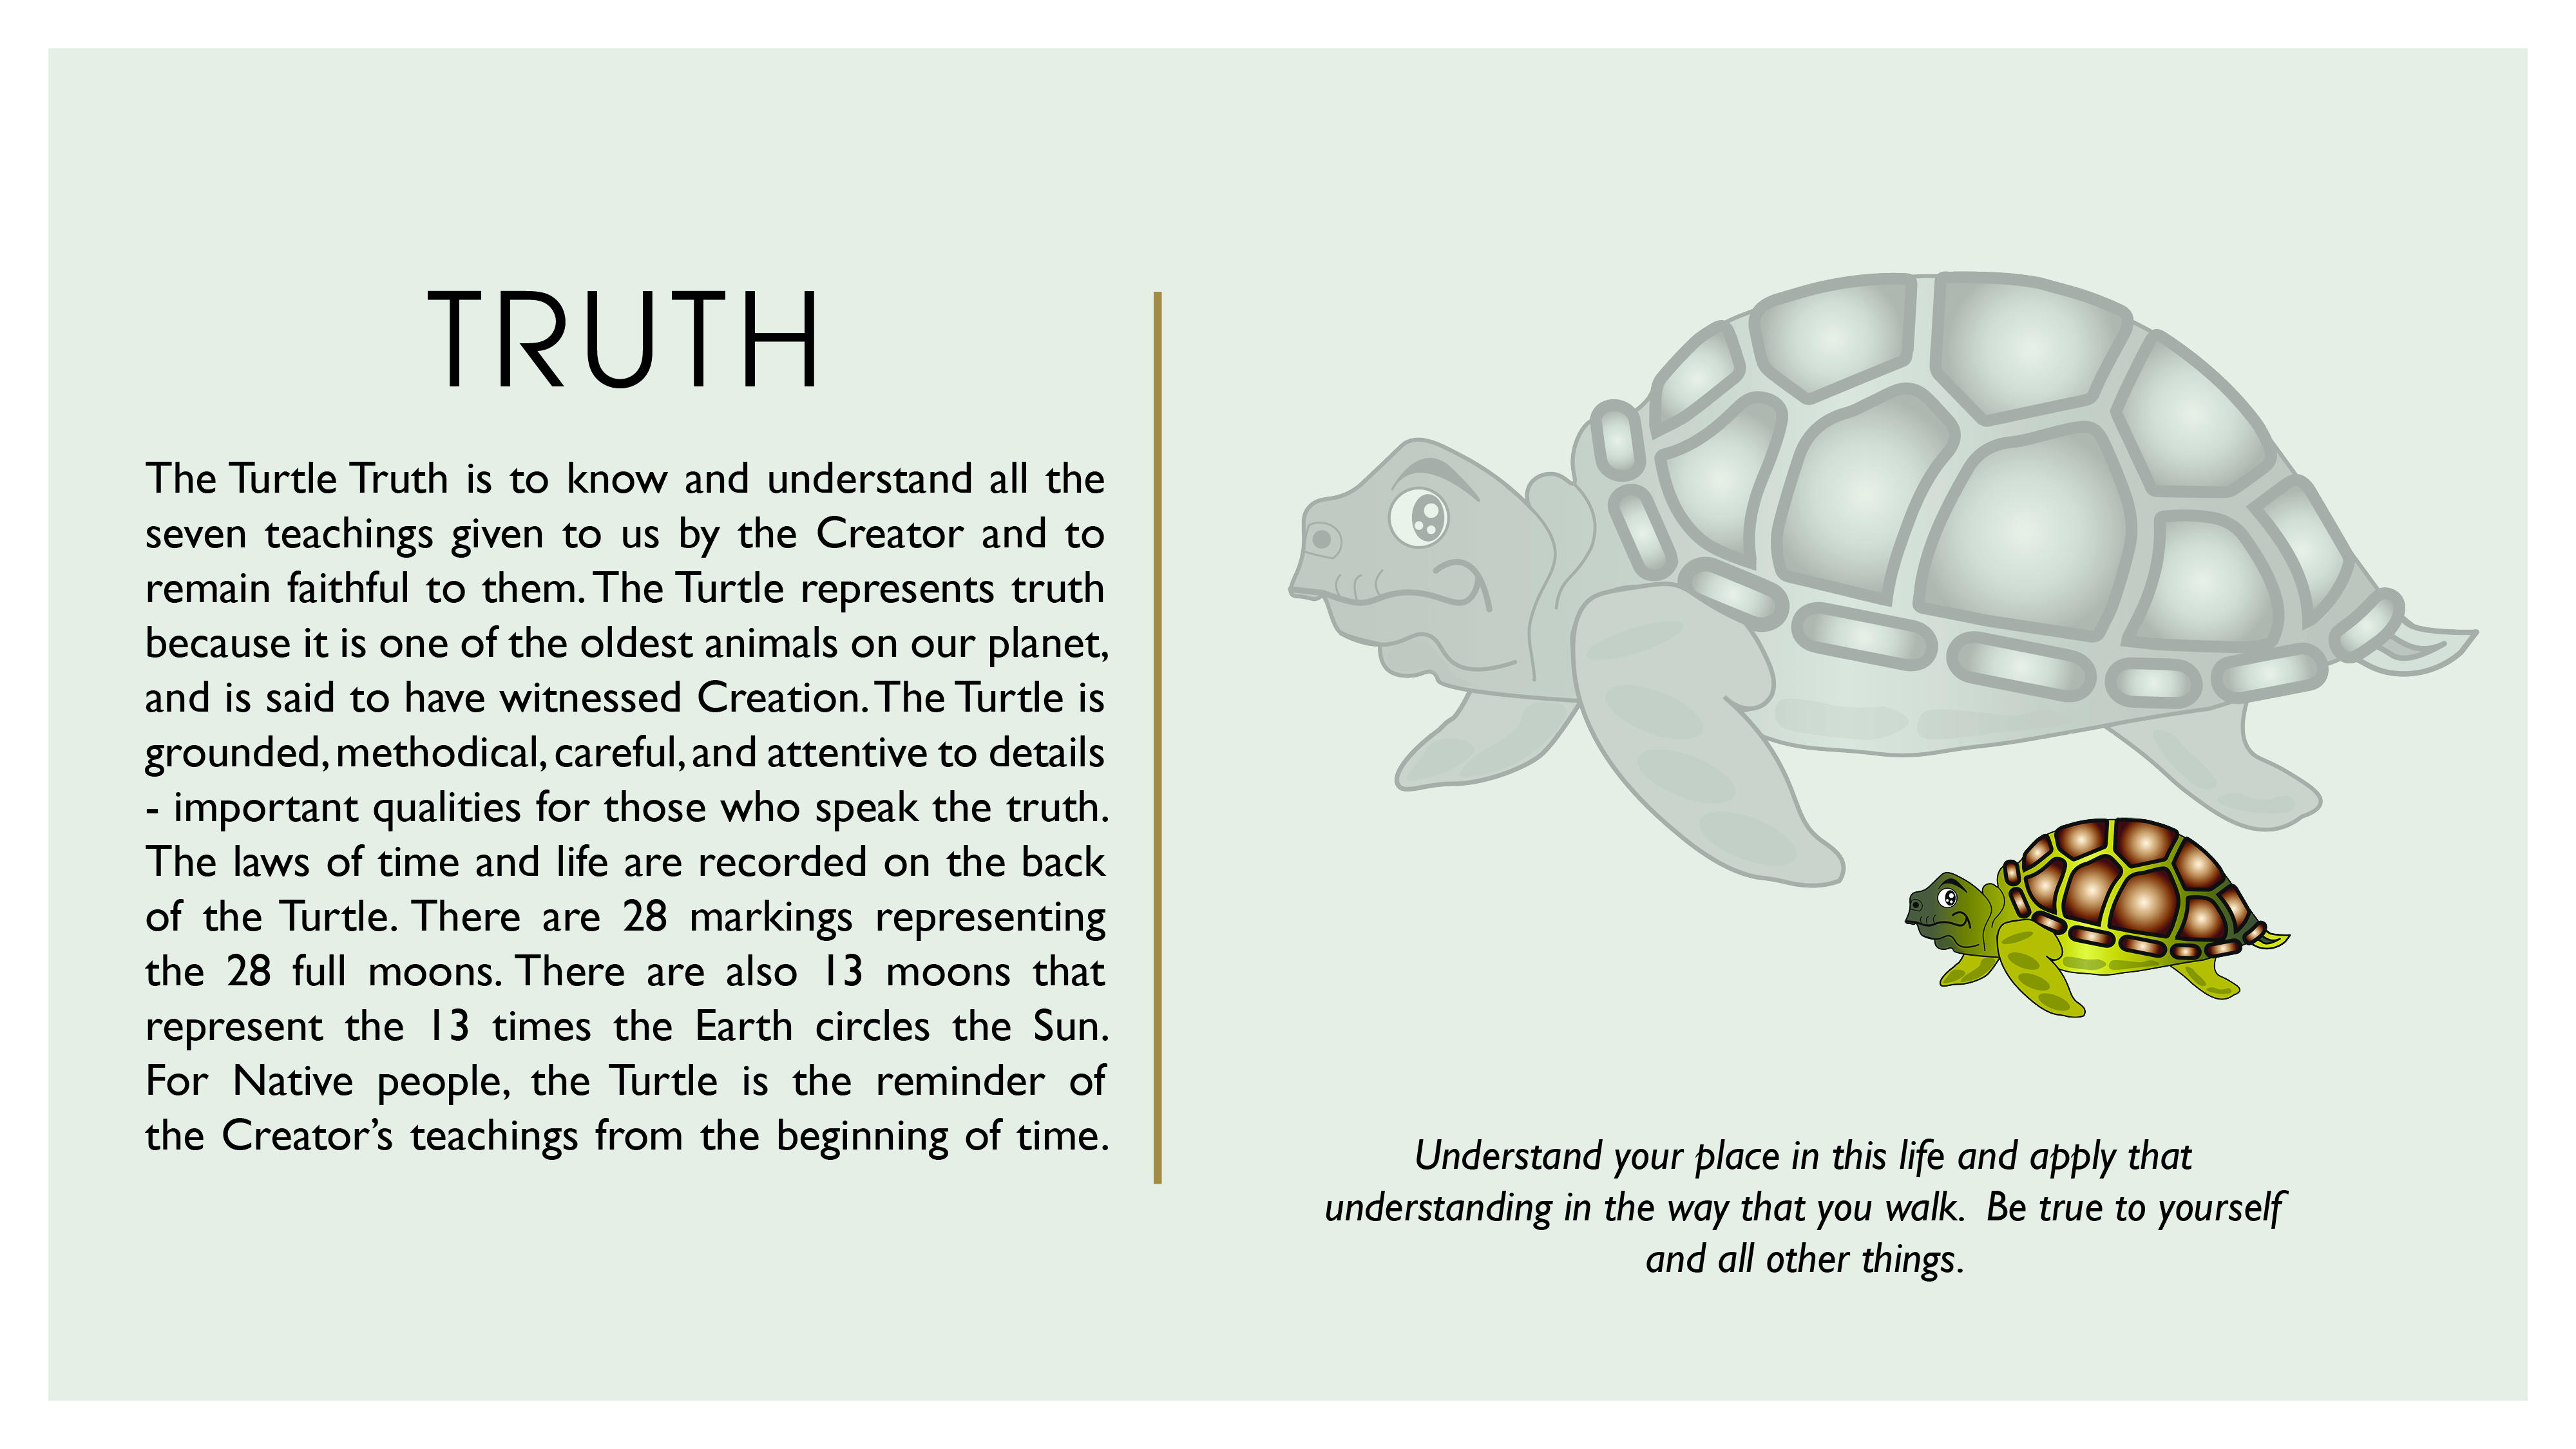 TRUTH
The Turtle Truth is to know and understand all the
seven teachings given to us by the Creator and to
remain faithful to them. The Turtle represents truth
because it is one of the oldest animals on our planet,
and is said to have witnessed Creation. The Turtle is
grounded, methodical, careful, and attentive to details
- important qualities for those who speak the truth.
The laws of time and life are recorded on the back
of the Turtle. There are 28 markings representing
the 28 full moons. There are also 13 moons that
represent the 13 times the Earth circles the Sun.
For Native people, the Turtle is the reminder of
the Creator’s teachings from the beginning of time.
Understand your place in this life and apply that
understanding in the way that you walk.  Be true to yourself
and all other things.